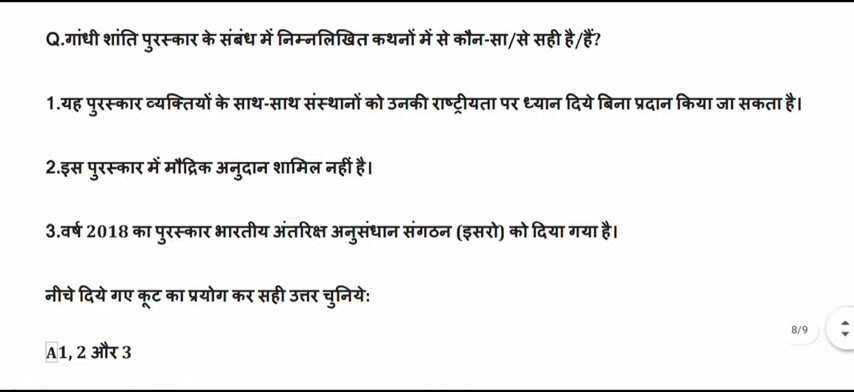 Q.गांधी शांति पुरस्कार के संबंध में निम्नलिखित कथनों में से कौन-सा/से सही है/हैं?
1.यह पुरस्कार व्यक्तियों के साथ-साथ संस्थानों को उनकी राष्ट्रीयता पर ध्यान दिये बिना प्रदान किया जा सकता है।
2.इस पुरस्कार में मौद्रिक अनुदान शामिल नहीं है।
3.वर्ष 2018 का पुरस्कार भारतीय अंतरिक्ष अनुसंधान संगठन (इसरो) को दिया गया है।
नीचे दिये गए कूट का प्रयोग कर सही उत्तर चुनिये:
8/9
A1, 2 और 3